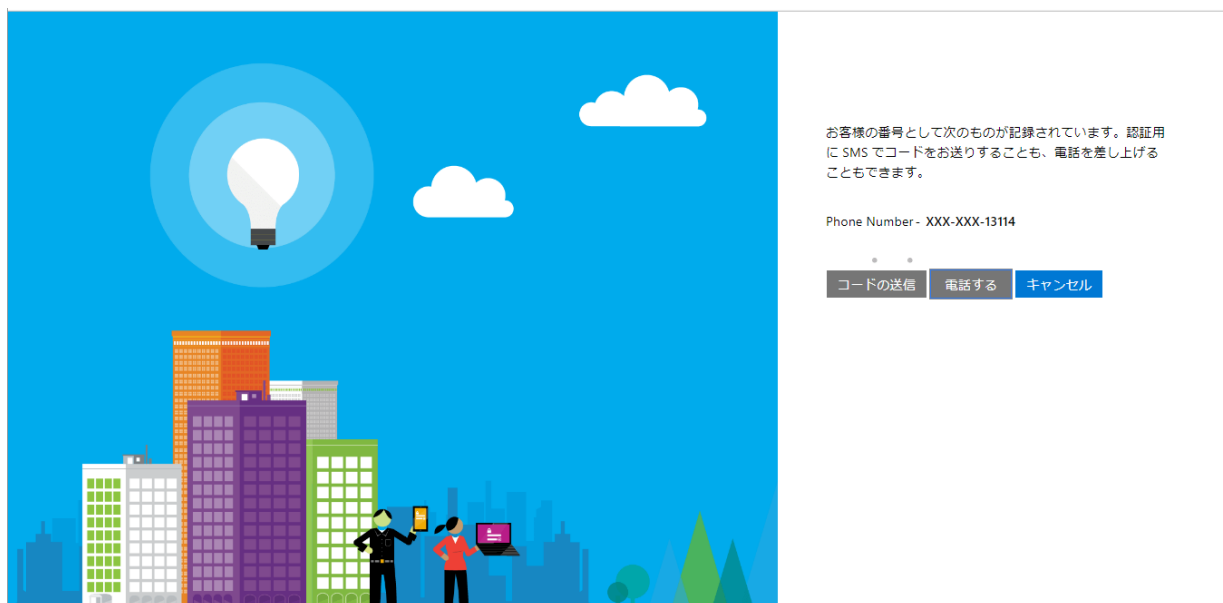 お客様の番号として次のものが記録されています。認証用
に SMS でコードをお送りすることも、電話を差し上げる
こともできます。
Phone Number - XXX-XXX-13114
コードの送信 電話する キャンセル